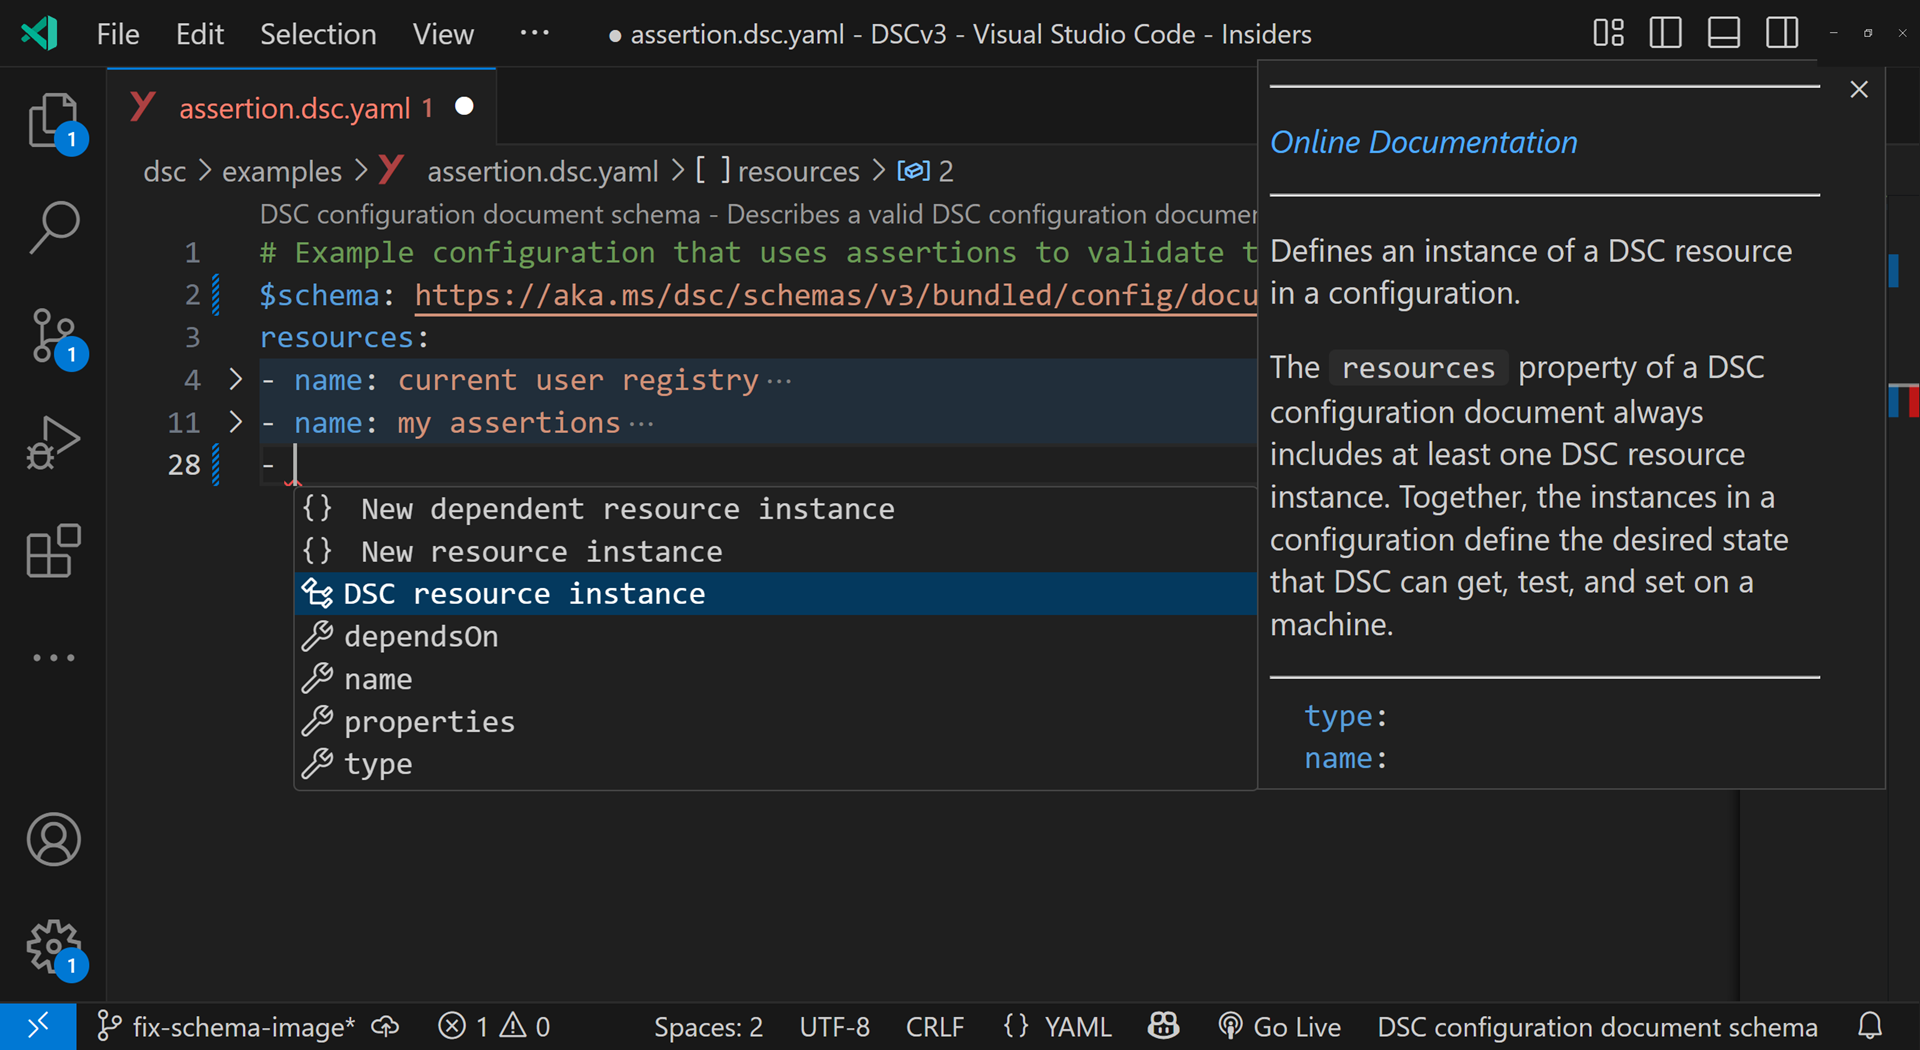 File Edit Selection View ··· ● assertion.dsc.yaml - DSCv3 - Visual Studio Code - Insiders
assertion.dsc.yaml 1
1
dsc > examples > assertion.dsc.yaml > [ ] resources > 2
DSC configuration document schema - Describes a valid DSC configuration
1 # Example configuration that uses assertions to validate
2 $schema: https://aka.ms/dsc/schemas/v3/bundled/config/docu
3 resources:
4 > - name: current user registry ···
1
11 > - name: my assertions ···
28 -
{} New dependent resource instance
{} New resource instance
DSC resource instance
dependsOn
name
properties
type
Online Documentation
Defines an instance of a DSC resource
in a configuration.
The resources property of a DSC
configuration document always
includes at least one DSC resource
instance. Together, the instances in a
configuration define the desired state
that DSC can get, test, and set on a
machine.
type:
name:
1
fix-schema-image* 1 0 Spaces: 2 UTF-8 CRLF {} YAML Go Live DSC configuration document schema